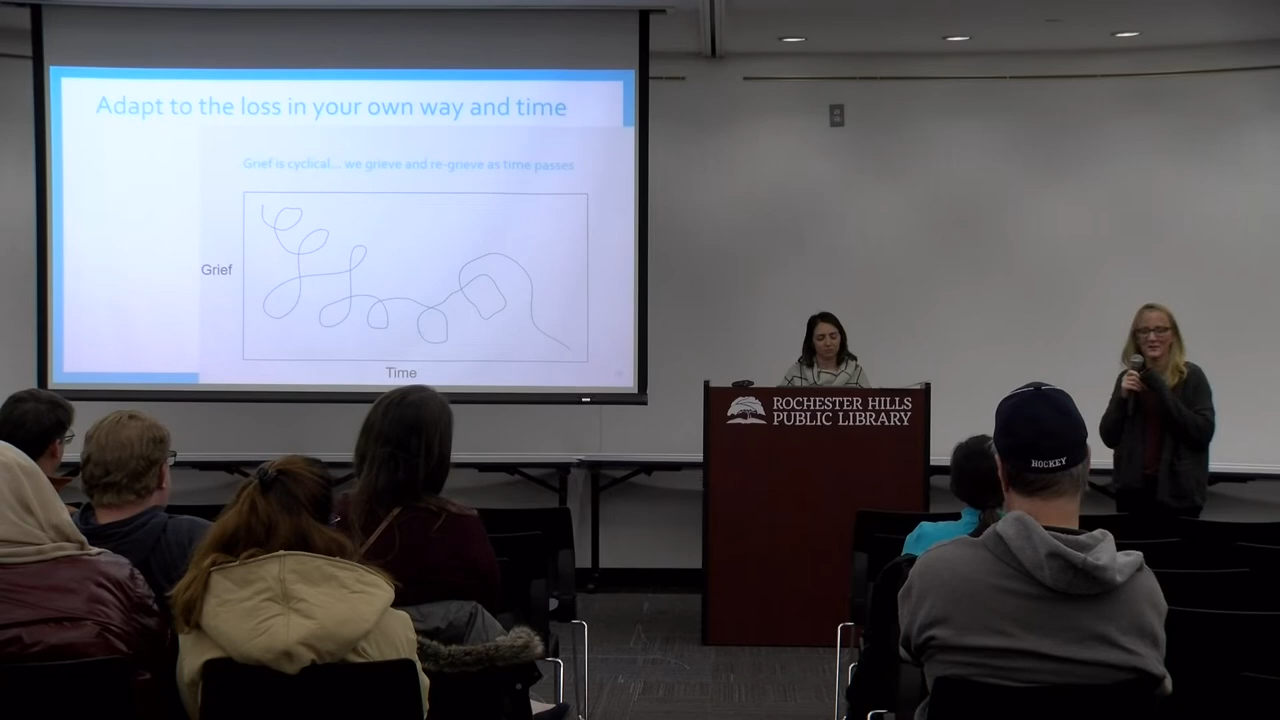 Adapt to the loss in your own way and time
Grief is cyclical... we grieve and re-grieve as time passes
Grief
Time
ROCHESTER HILLS
PUBLIC LIBRARY
HOCKEY